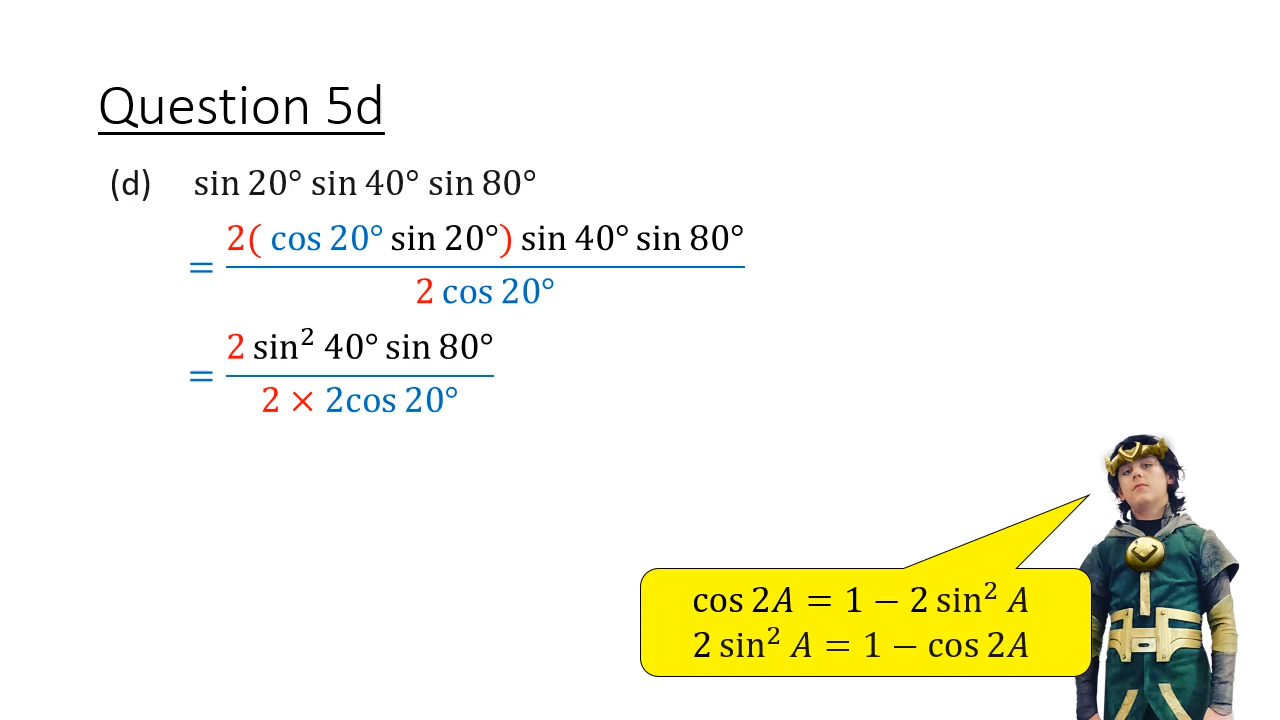 Question 5d
(d) sin 20° sin 40° sin 80°
= 2( cos 20° sin 20°) sin 40° sin 80°
2 cos 20°
= 2 sin² 40° sin 80°
2 × 2cos 20°
cos 2A = 1 − 2 sin² A
2 sin² A = 1 − cos 2A